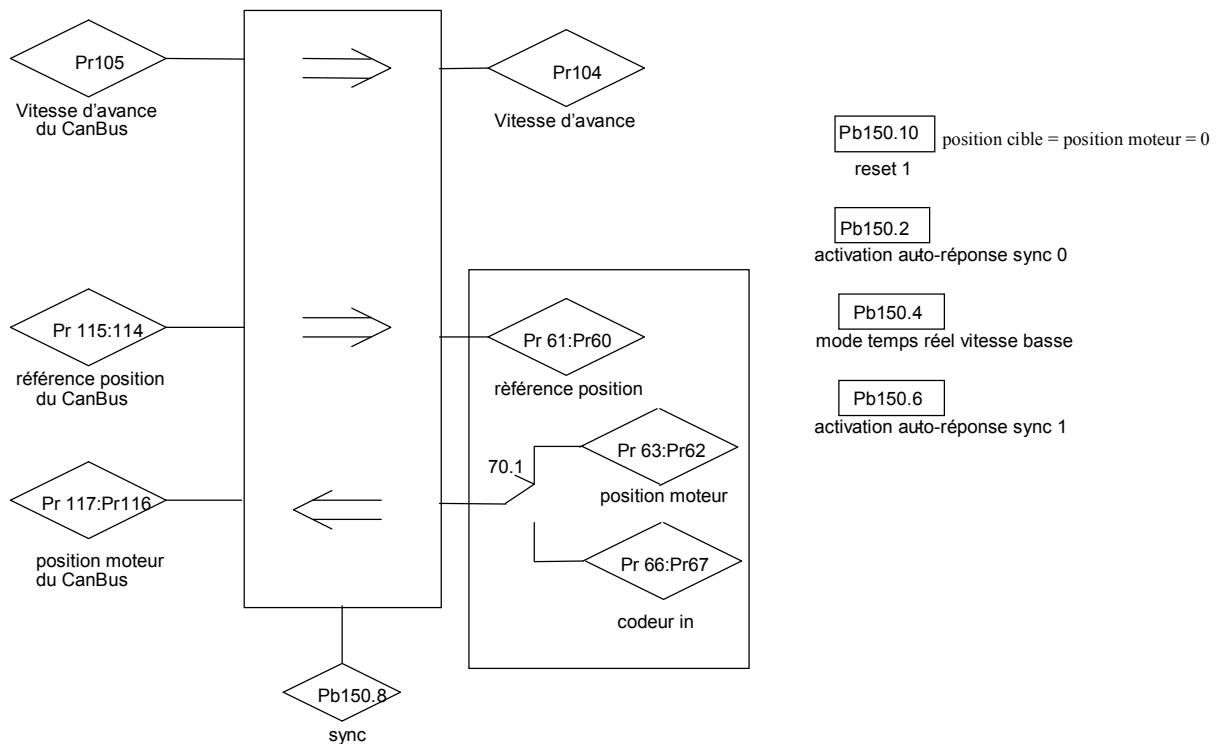 Pr105
Vitesse d'avance
du CanBus
Pr104
Vitesse d'avance
Pr 115:114
référence position
du CanBus
Pr 61:Pr60
rèférence position
Pr 117:Pr116
position moteur
du CanBus
70.1
Pr 63:Pr62
position moteur
Pr 66:Pr67
codeur in
Pb150.8
sync
Pb150.10 position cible = position moteur = 0
reset 1
Pb150.2
activation auto-réponse sync 0
Pb150.4
mode temps réel vitesse basse
Pb150.6
activation auto-réponse sync 1